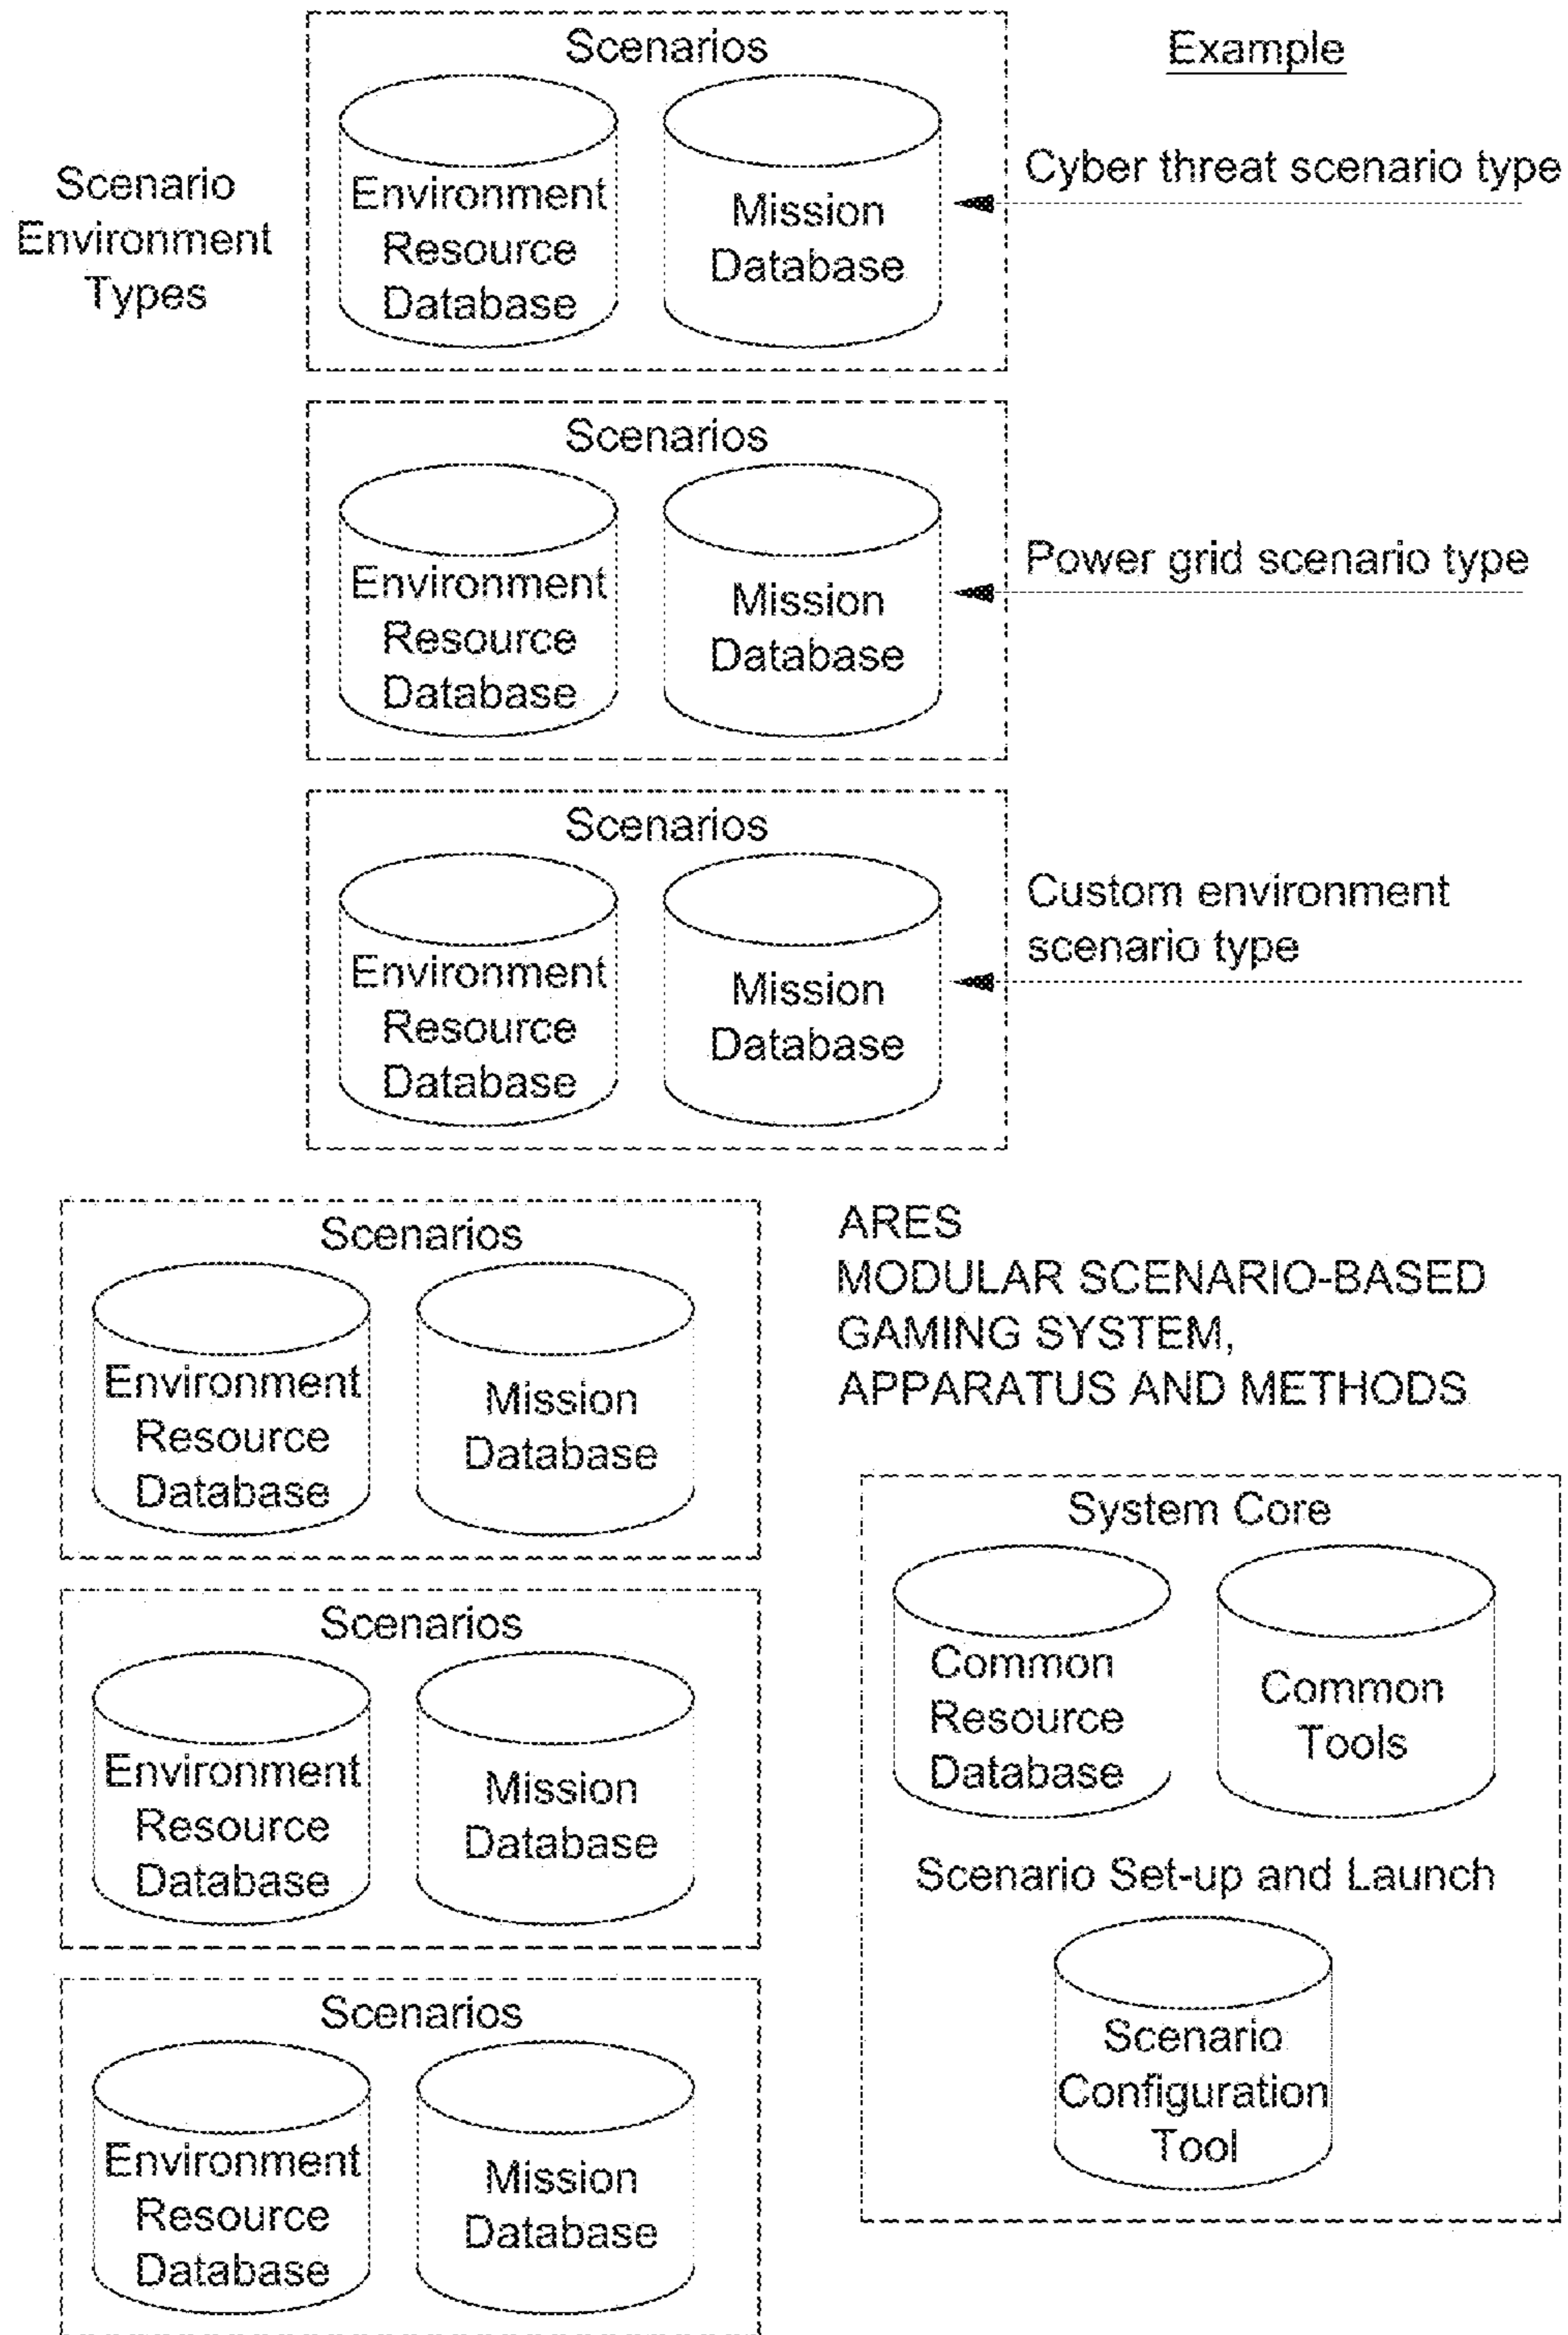 Scenarios
Example
Scenario
Environment
Types
Environment
Resource
Database
Mission
Database
Cyber threat scenario type
Scenarios
Environment
Resource
Database
Mission
Database
Power grid scenario type
Scenarios
Environment
Resource
Database
Mission
Database
Custom environment
scenario type
Scenarios
Environment
Resource
Database
Mission
Database
ARES
MODULAR SCENARIO-BASED
GAMING SYSTEM,
APPARATUS AND METHODS
Scenarios
Environment
Resource
Database
Mission
Database
Scenarios
Environment
Resource
Database
Mission
Database
System Core
Common
Resource
Database
Common
Tools
Scenario Set-up and Launch
Scenario
Configuration
Tool